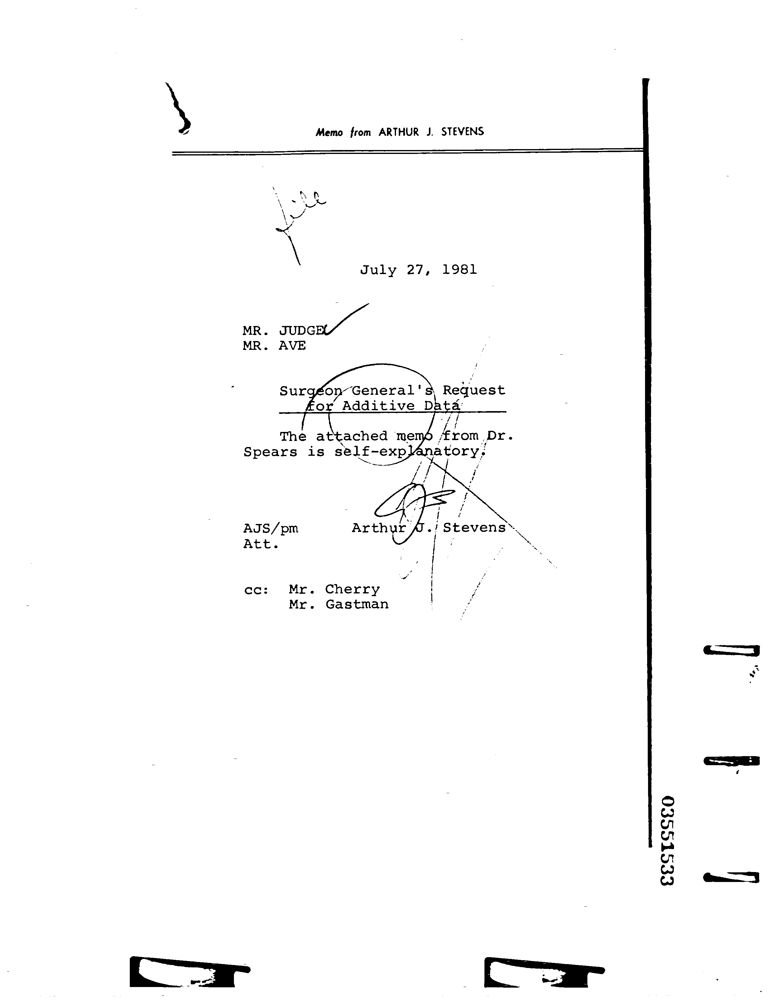 Memo from ARTHUR J. STEVENS
file
July 27, 1981
MR. JUDGE
MR. AVE
Surgeon General's Request
for Additive Data
The attached memo from Dr.
Spears is self-explanatory.
AJS/pm Arthur J. Stevens
Att.
cc: Mr. Cherry
Mr. Gastman
03551533